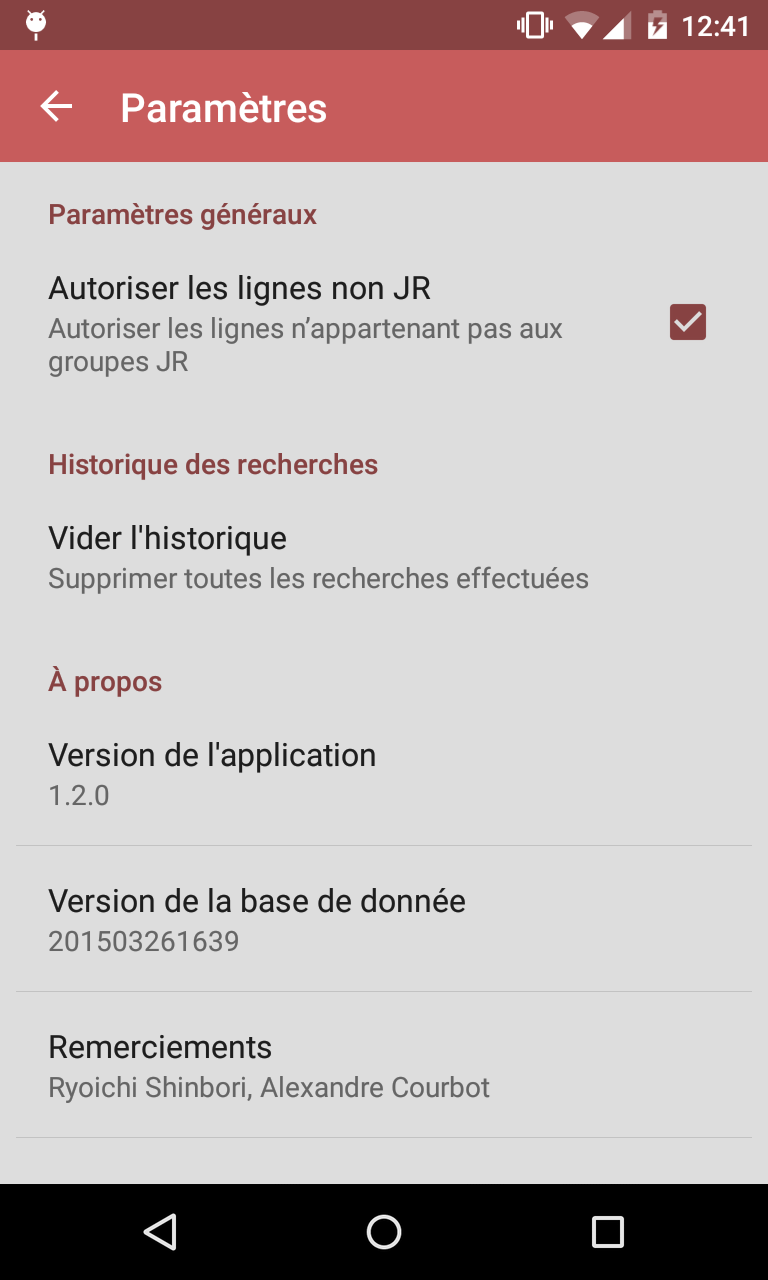 12:41
Paramètres
Paramètres généraux
Autoriser les lignes non JR
Autoriser les lignes n’appartenant pas aux
groupes JR
Historique des recherches
Vider l'historique
Supprimer toutes les recherches effectuées
À propos
Version de l'application
1.2.0
Version de la base de donnée
201503261639
Remerciements
Ryoichi Shinbori, Alexandre Courbot